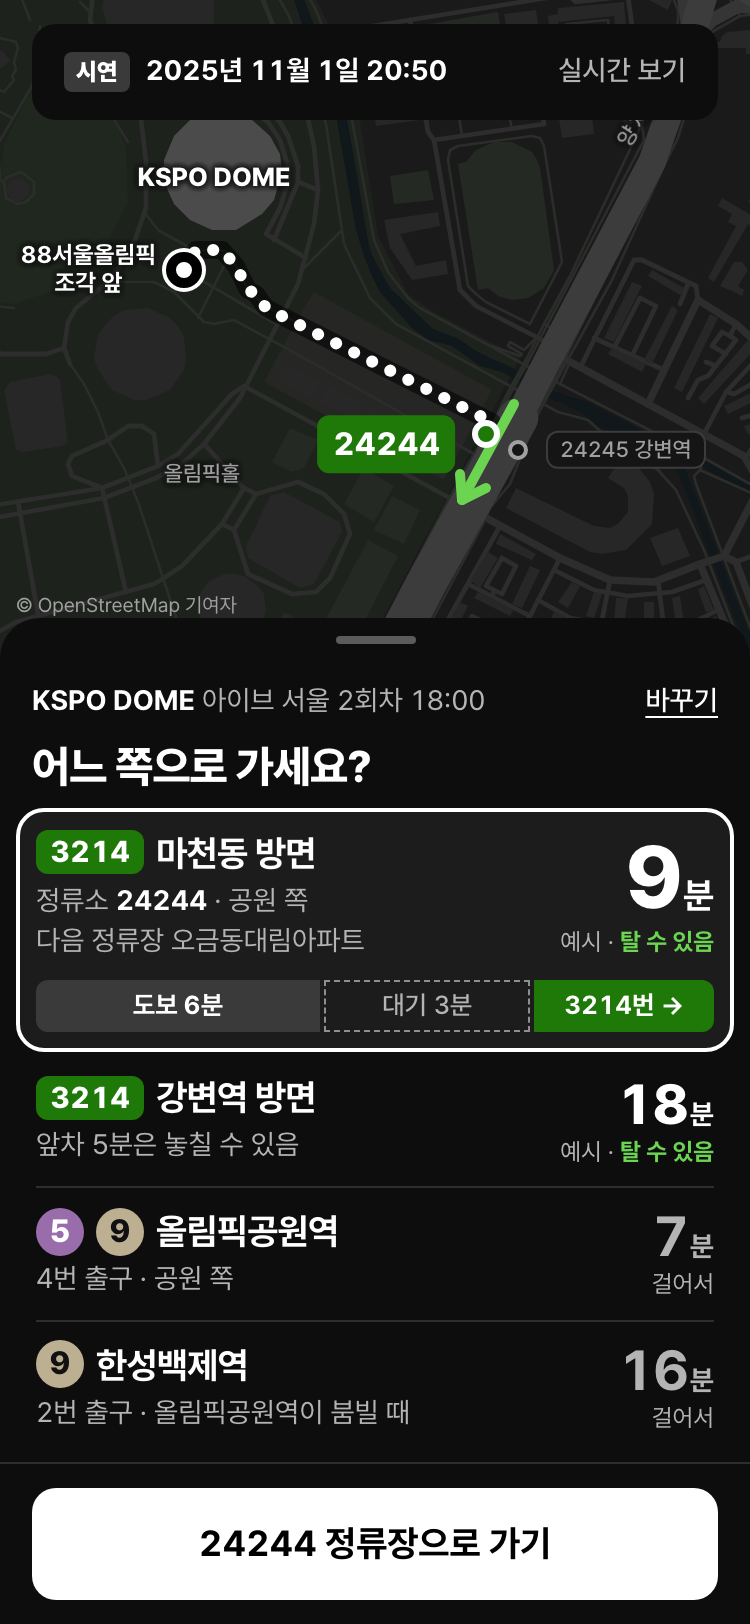 시연 2025년 11월 1일 20:50 실시간 보기
KSPO DOME
88서울올림픽
조각 앞
24244
24245 강변역
올림픽홀
© OpenStreetMap 기여자
KSPO DOME 아이브 서울 2회차 18:00 바꾸기
어느 쪽으로 가세요?
3214 마천동 방면 9분
정류소 24244 · 공원 쪽
다음 정류장 오금동대림아파트 예시 · 탈 수 있음
도보 6분 대기 3분 3214번 →
3214 강변역 방면 18분
앞차 5분은 놓칠 수 있음 예시 · 탈 수 있음
5 9 올림픽공원역 7분
4번 출구 · 공원 쪽 걸어서
9 한성백제역 16분
2번 출구 · 올림픽공원역이 붐빌 때 걸어서
24244 정류장으로 가기